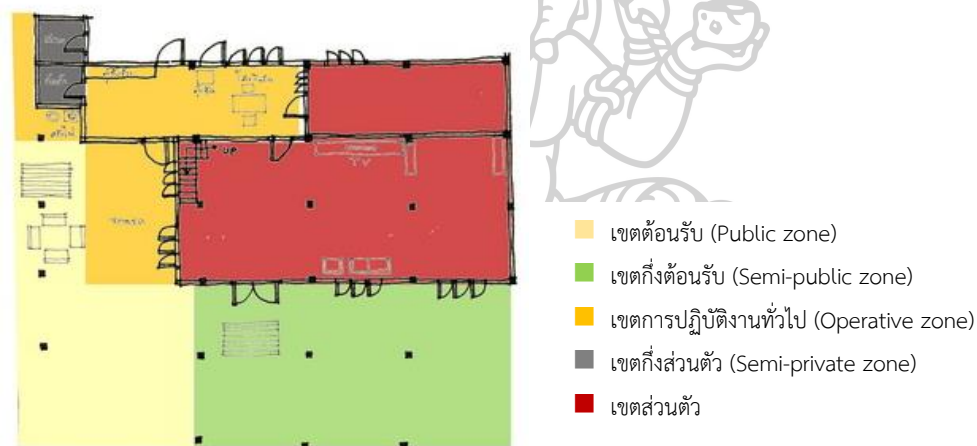 UP
TV
เขตต้อนรับ (Public zone)
เขตกึ่งต้อนรับ (Semi-public zone)
เขตการปฏิบัติงานทั่วไป (Operative zone)
เขตกึ่งส่วนตัว (Semi-private zone)
เขตส่วนตัว